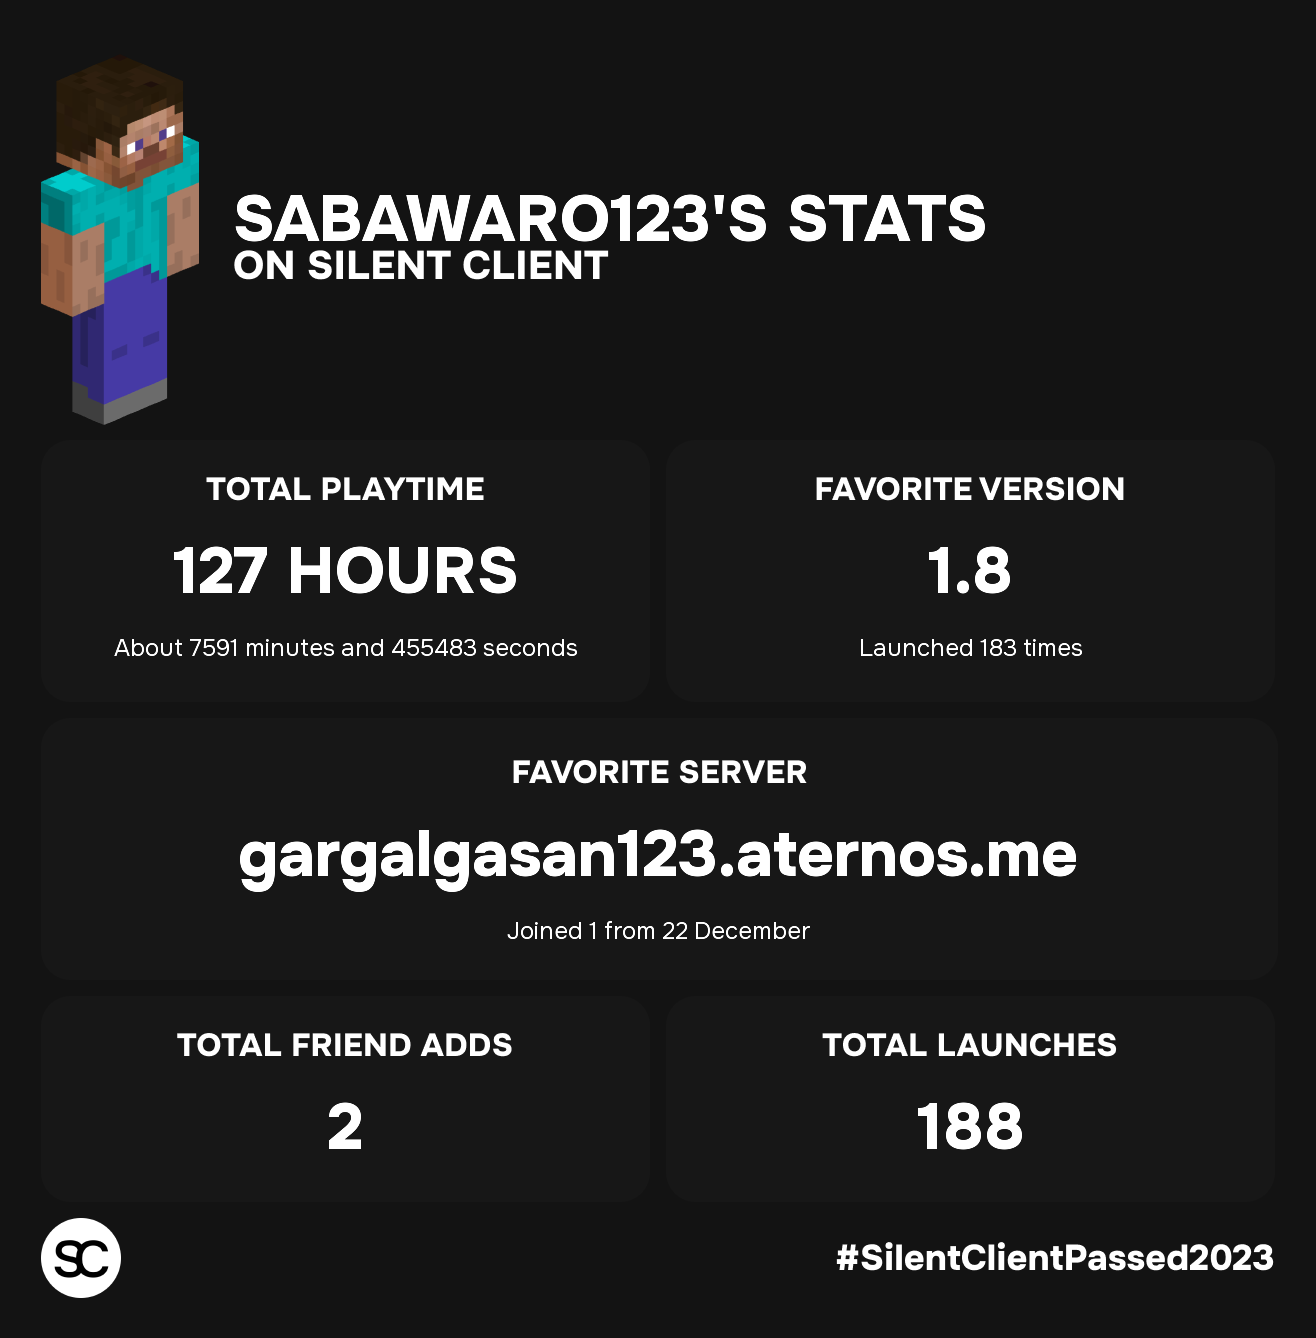 SABAWARO123'S STATS
ON SILENT CLIENT
TOTAL PLAYTIME
127 HOURS
About 7591 minutes and 455483 seconds
FAVORITE VERSION
1.8
Launched 183 times
FAVORITE SERVER
gargalgasan123.aternos.me
Joined 1 from 22 December
TOTAL FRIEND ADDS
2
TOTAL LAUNCHES
188
SC
#SilentClientPassed2023